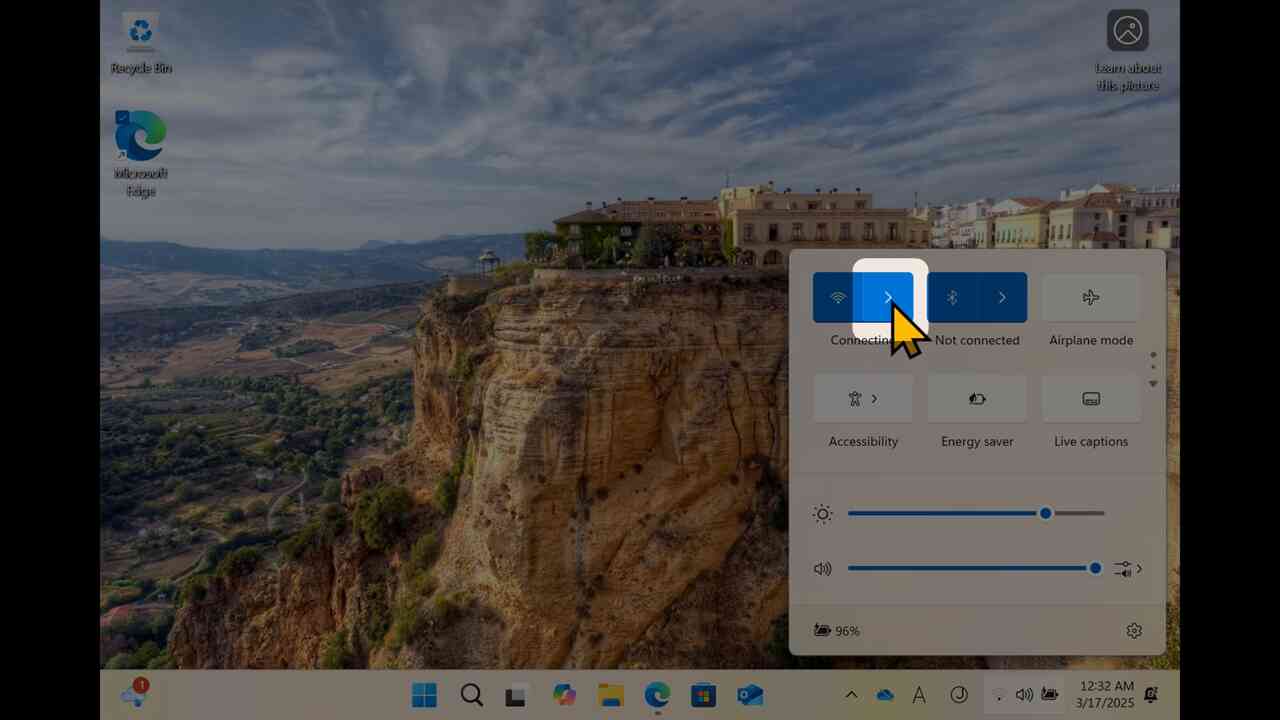 Recycle Bin
Learn about
this picture
Microsoft
Edge
Connecting
Not connected
Airplane mode
Accessibility
Energy saver
Live captions
96%
1
12:32 AM
3/17/2025